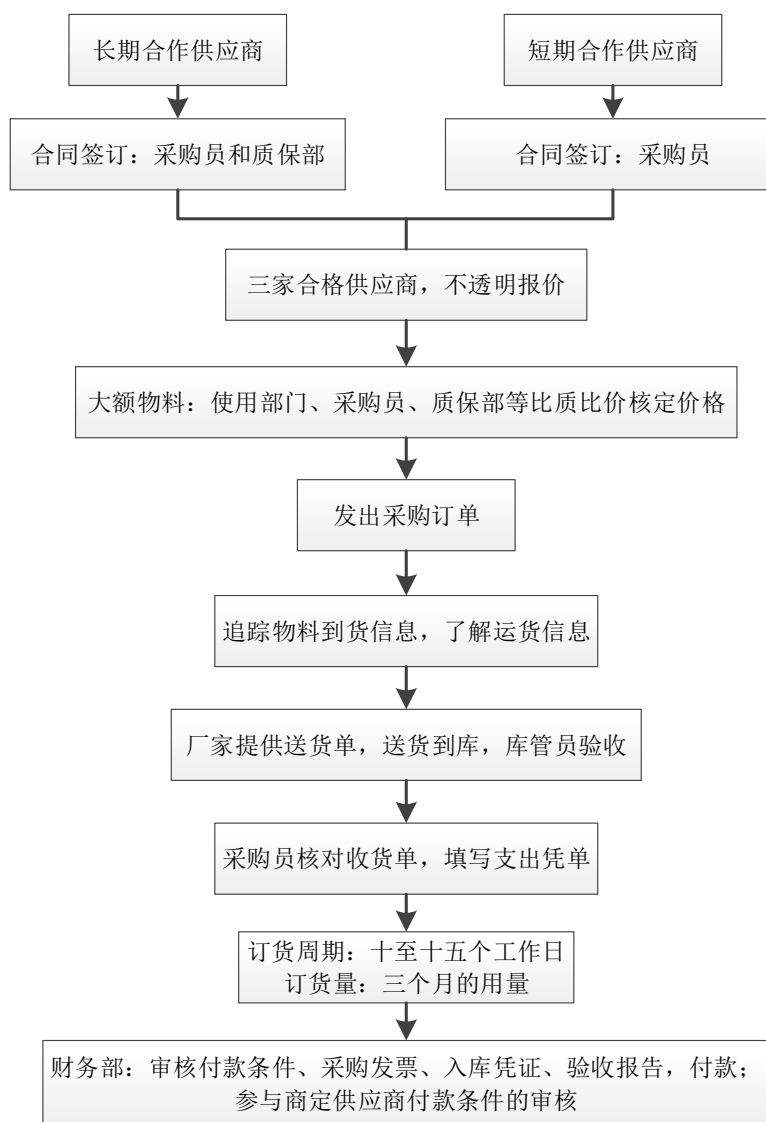 长期合作供应商
短期合作供应商
合同签订：采购员和质保部
合同签订：采购员
三家合格供应商，不透明报价
大额物料：使用部门、采购员、质保部等比质比价核定价格
发出采购订单
追踪物料到货信息，了解运货信息
厂家提供送货单，送货到库，库管员验收
采购员核对收货单，填写支出凭单
订货周期：十至十五个工作日
订货量：三个月的用量
财务部：审核付款条件、采购发票、入库凭证、验收报告，付款；
参与商定供应商付款条件的审核